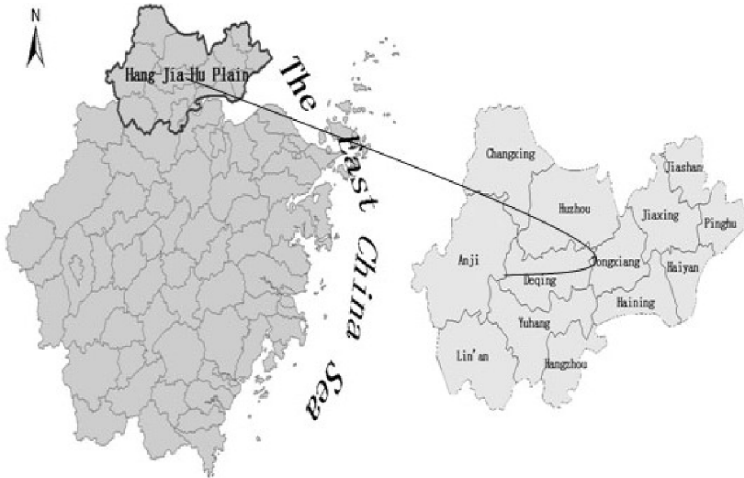 N
Hang Jia Hu Plain
The East China Sea
Changxing
Jiashan
Huzhou
Jiaxing
Pinghu
Anji
Tongxiang
Haiyan
Deqing
Haining
Yuhang
Lin'an
Hangzhou